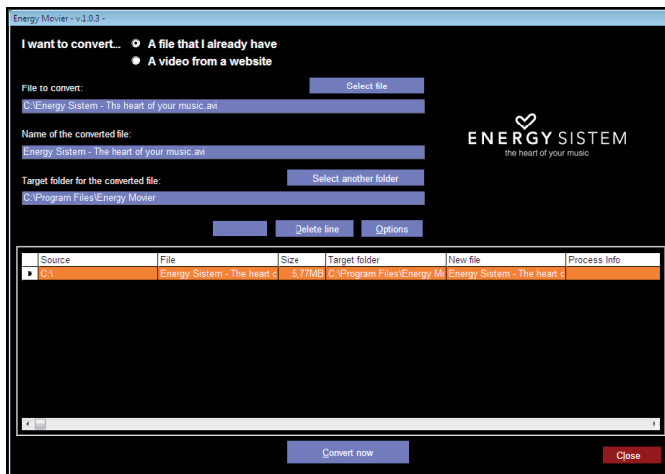 Energy Movier - v.1.0.3 -
I want to convert... A file that I already have
A video from a website
File to convert: Select file
C:\Energy Sistem - The heart of your music.avi
Name of the converted file:
Energy Sistem - The heart of your music.avi
ENERGY SISTEM
the heart of your music
Target folder for the converted file: Select another folder
C:\Program Files\Energy Movier
Delete line Options
Source File Size Target folder New file Process Info
C:\ Energy Sistem - The heart c 5,77MB C:\Program Files\Energy Mo Energy Sistem - The heart c
Convert now
Close